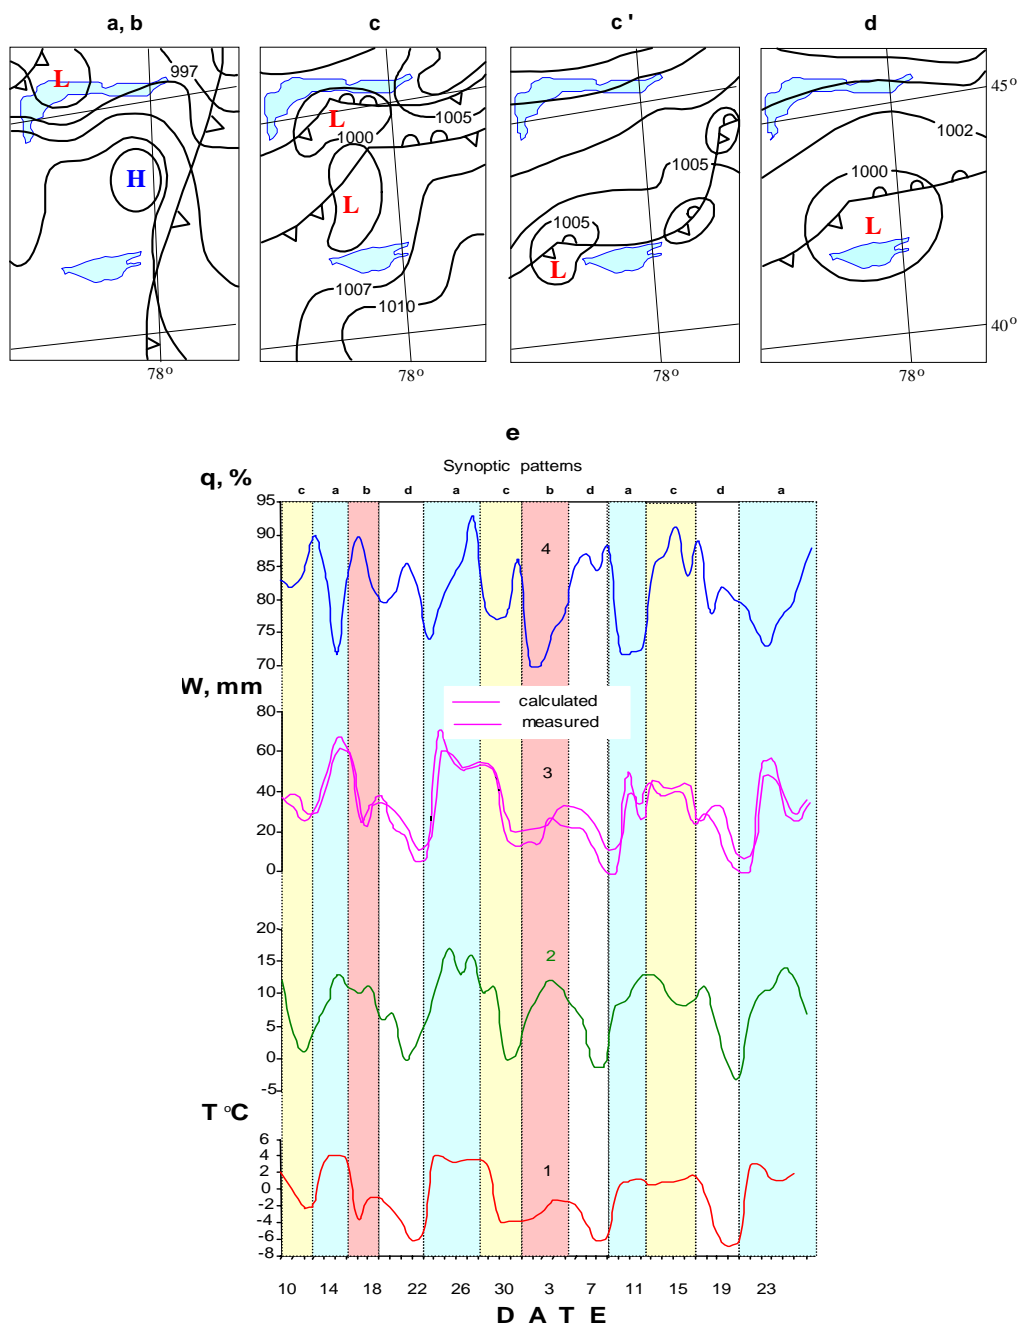 a, b
c
c '
d
L
997
H
78°
L
1000
1005
L
1007
1010
78°
1005
1005
L
78°
1002
1000
L
45°
40°
78°
e
Synoptic patterns
q, %
c a b d a c b d a c d a
95
90
85
80
75
70
4
W, mm
calculated
measured
80
60
40
20
0
3
20
15
10
5
0
-5
2
T °C
6
4
2
0
-2
-4
-6
-8
1
10 14 18 22 26 30 3 7 11 15 19 23
D A T E